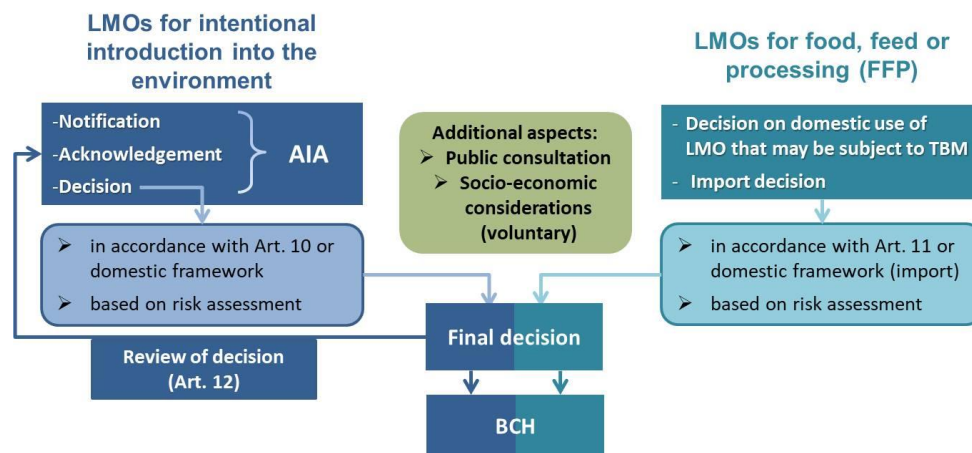 LMOs for intentional
introduction into the
environment
-Notification
-Acknowledgement
-Decision
AIA
➢ in accordance with Art. 10 or
domestic framework
➢ based on risk assessment
Review of decision
(Art. 12)
Additional aspects:
➢ Public consultation
➢ Socio-economic
considerations
(voluntary)
LMOs for food, feed or
processing (FFP)
- Decision on domestic use of
LMO that may be subject to TBM
- Import decision
➢ in accordance with Art. 11 or
domestic framework (import)
➢ based on risk assessment
Final decision
BCH